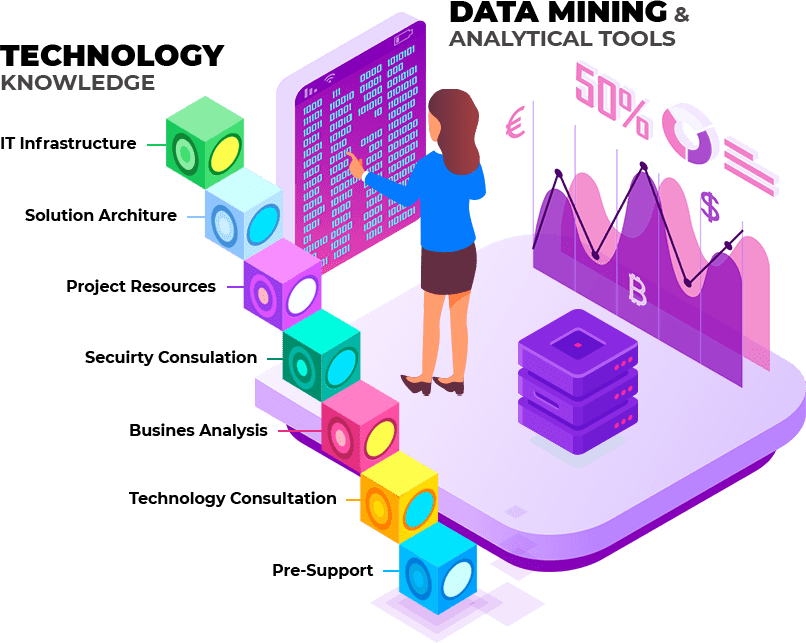 TECHNOLOGY
KNOWLEDGE
DATA MINING &
ANALYTICAL TOOLS
IT Infrastructure
Solution Architure
Project Resources
Secuirty Consulation
Busines Analysis
Technology Consultation
Pre-Support
€
50%
$
B